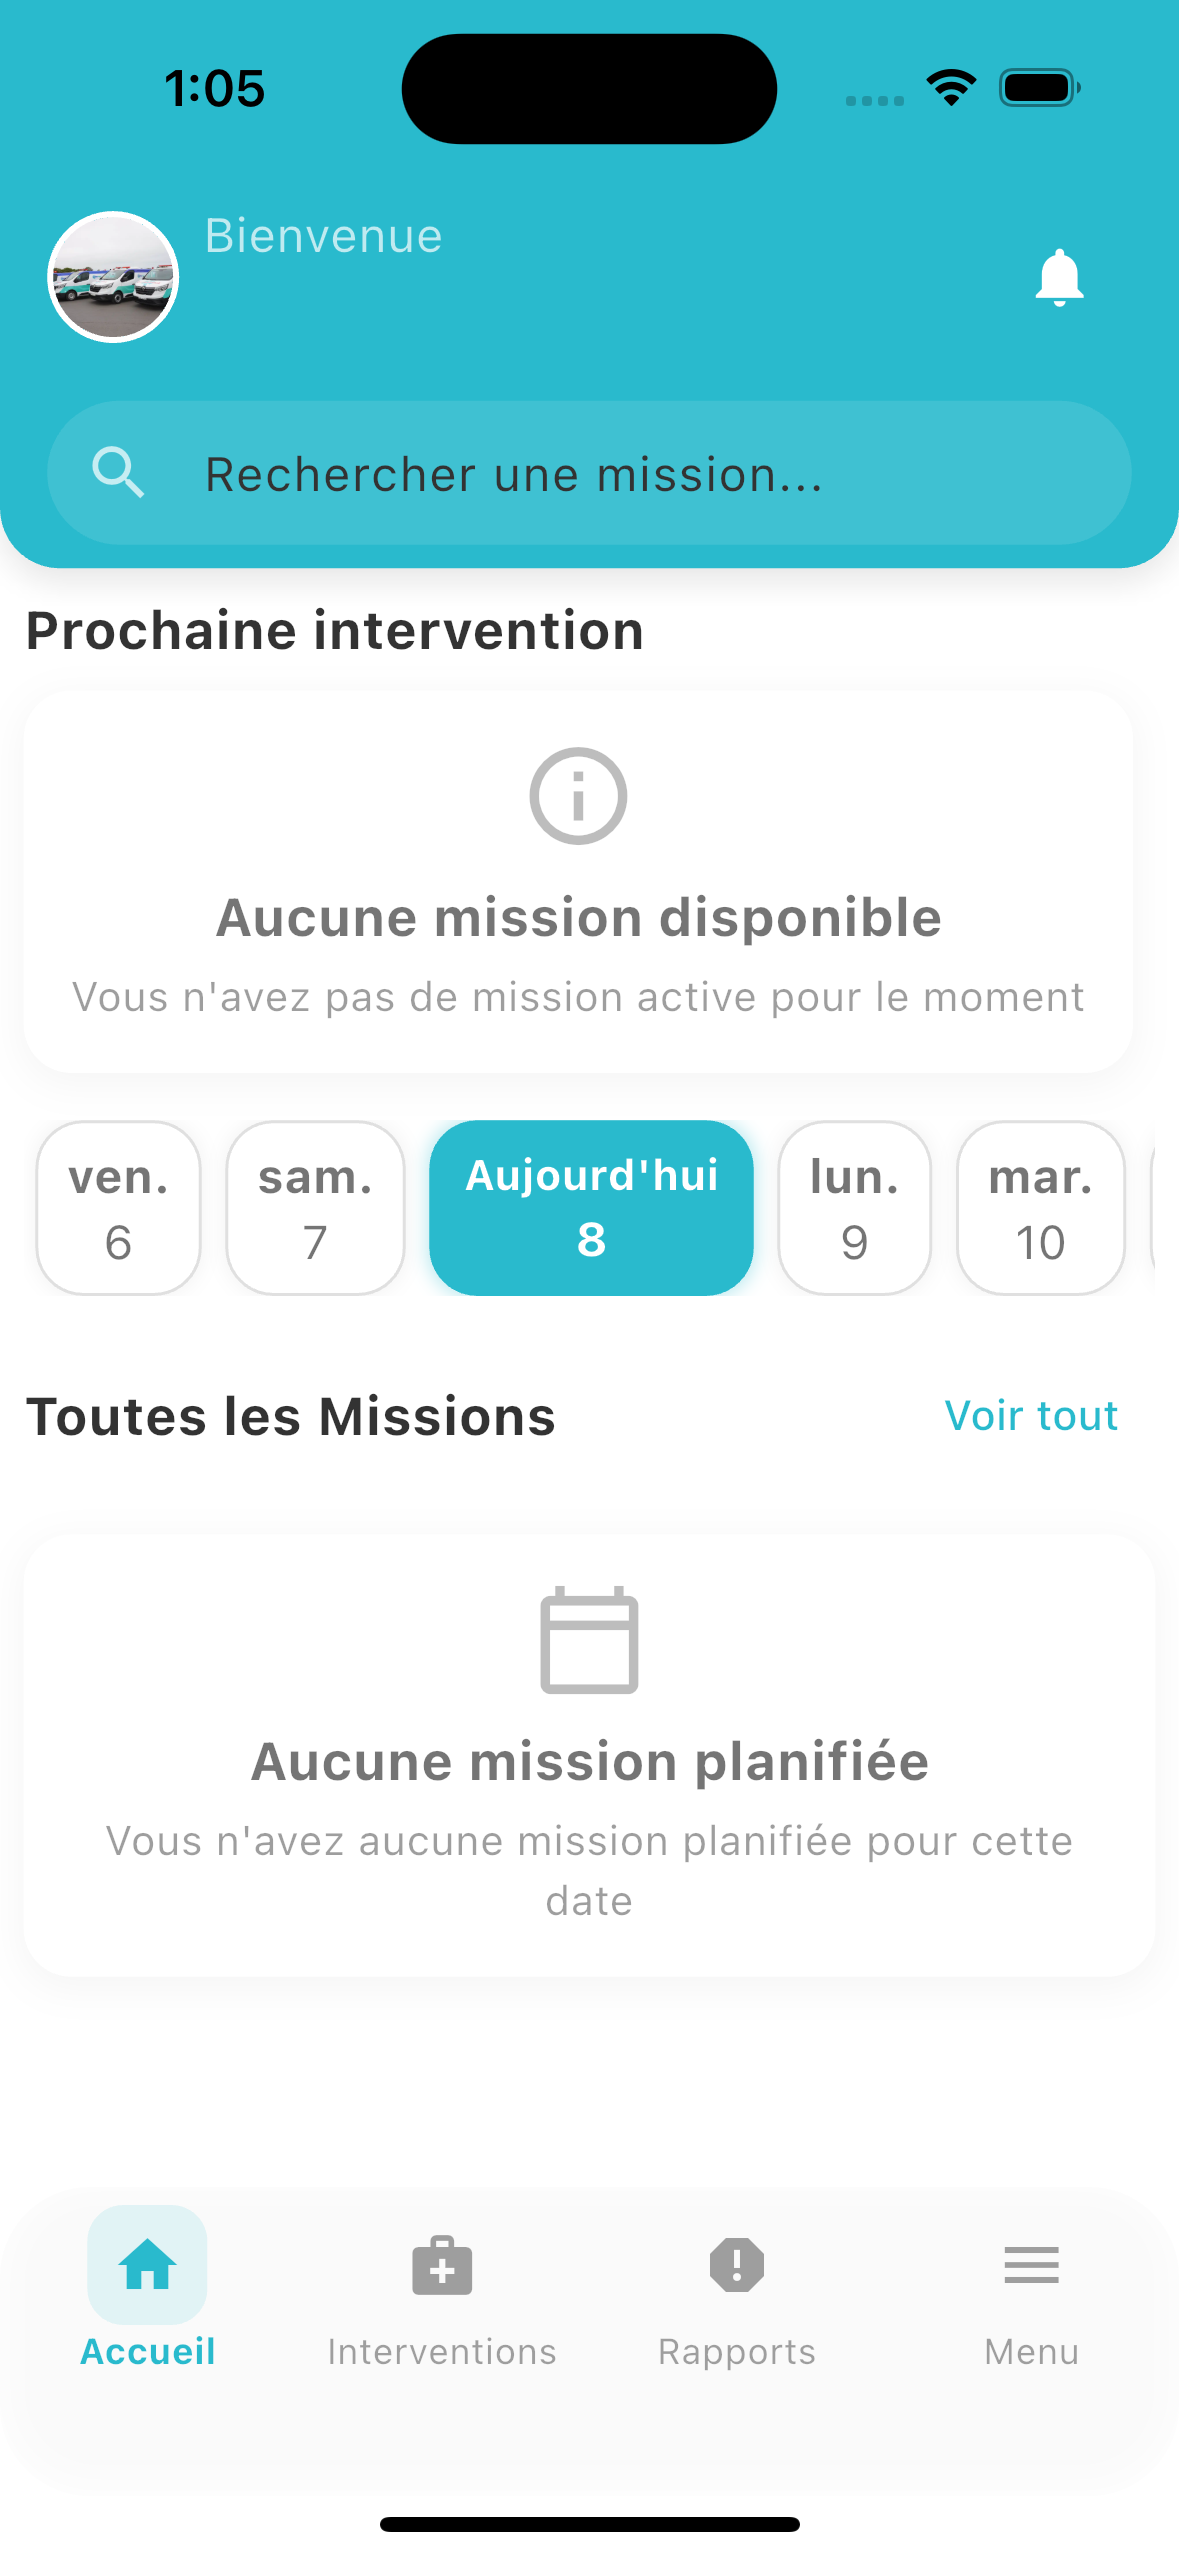 1:05
Bienvenue
Rechercher une mission...
Prochaine intervention
Aucune mission disponible
Vous n'avez pas de mission active pour le moment
ven. sam. Aujourd'hui lun. mar.
6 7 8 9 10
Toutes les Missions Voir tout
Aucune mission planifiée
Vous n'avez aucune mission planifiée pour cette
date
Accueil Interventions Rapports Menu